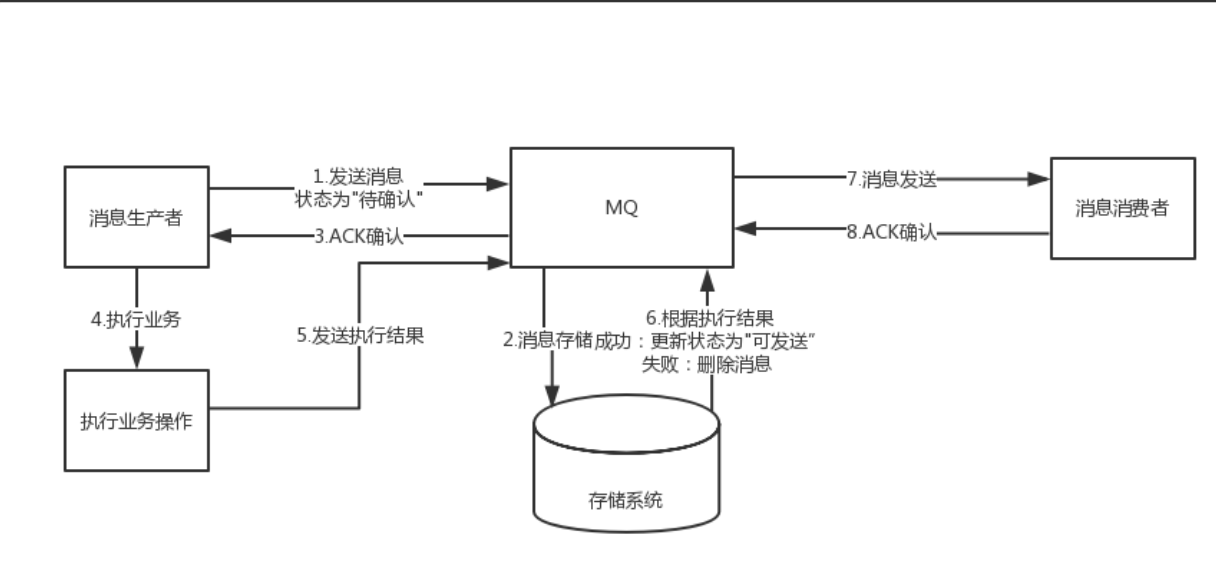 1.发送消息
状态为"待确认"
消息生产者
MQ
7.消息发送
消息消费者
3.ACK确认
8.ACK确认
4.执行业务
5.发送执行结果
2.消息存储
6.根据执行结果
成功：更新状态为"可发送”
失败：删除消息
执行业务操作
存储系统